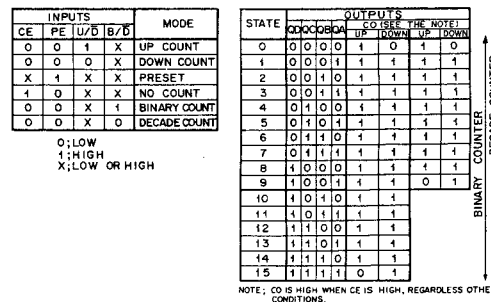 INPUTS
CE PE U/D̅ B/D̅ MODE
0 0 1 X UP COUNT
0 0 0 X DOWN COUNT
X 1 X X PRESET
1 0 X X NO COUNT
0 0 X 1 BINARY COUNT
0 0 X 0 DECADE COUNT
0;LOW
1;HIGH
X;LOW OR HIGH
OUTPUTS
STATE QD QC QB QA CO (SEE THE NOTE)
UP DOWN UP DOWN
0 0 0 0 0 1 0 1 0
1 0 0 0 1 1 1 1 1
2 0 0 1 0 1 1 1 1
3 0 0 1 1 1 1 1 1
4 0 1 0 0 1 1 1 1
5 0 1 0 1 1 1 1 1
6 0 1 1 0 1 1 1 1
7 0 1 1 1 1 1 1 1
8 1 0 0 0 1 1 1 1
9 1 0 0 1 1 1 0 1
10 1 0 1 0 1 1
11 1 0 1 1 1 1
12 1 1 0 0 1 1
13 1 1 0 1 1 1
14 1 1 1 0 1 1
15 1 1 1 1 0 1
BINARY COUNTER
COUNTER
NOTE; CO IS HIGH WHEN CE IS HIGH, REGARDLESS OTHE
CONDITIONS.